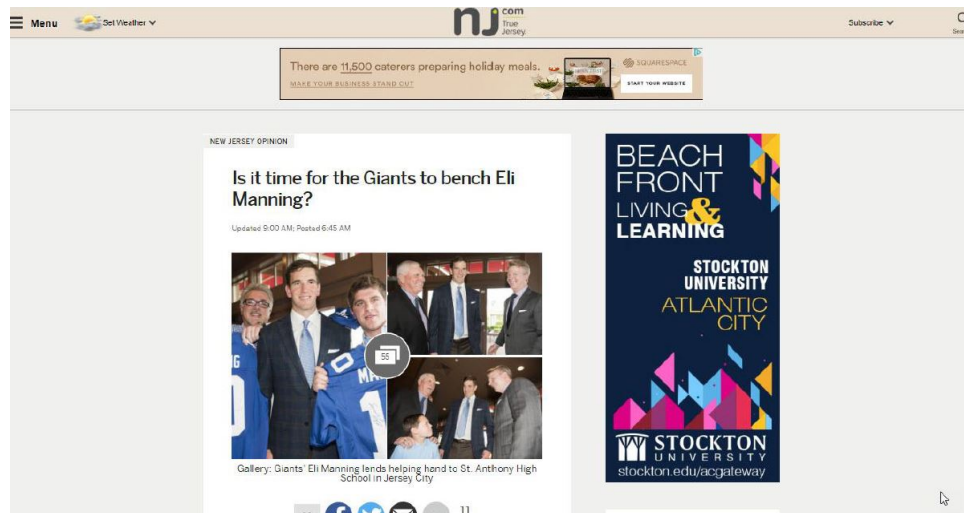 Menu
Set Weather
nj.com
True
Jersey.
Subscribe
There are 11,500 caterers preparing holiday meals.
MAKE YOUR BUSINESS STAND OUT
SQUARESPACE
START YOUR WEBSITE
NEW JERSEY OPINION
Is it time for the Giants to bench Eli
Manning?
Updated 9:00 AM; Posted 6:45 AM
55
Gallery: Giants' Eli Manning lends helping hand to St. Anthony High
School in Jersey City
11
BEACH
FRONT
LIVING &
LEARNING
STOCKTON
UNIVERSITY
ATLANTIC
CITY
STOCKTON
UNIVERSITY
stockton.edu/acgateway